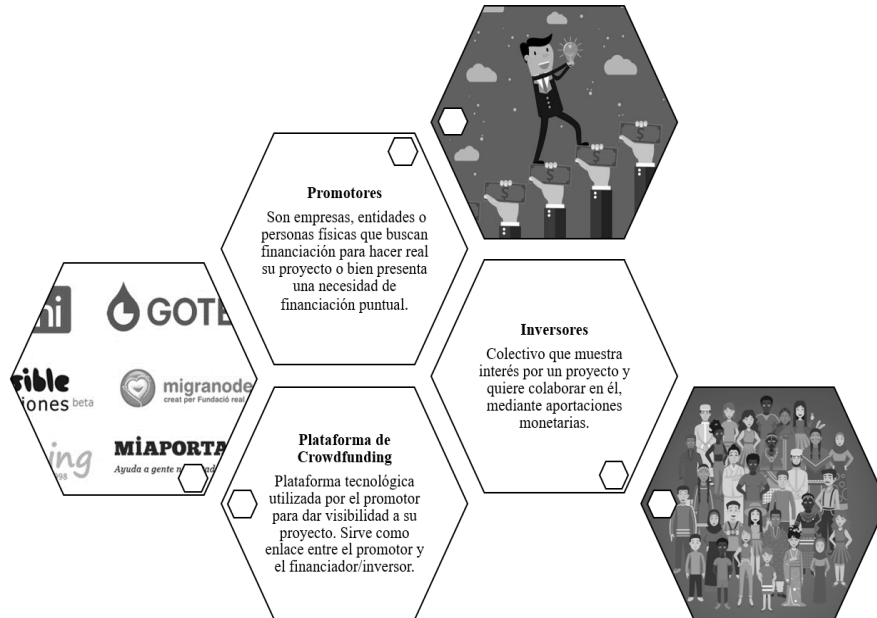 Promotores
Son empresas, entidades o
personas físicas que buscan
financiación para hacer real
su proyecto o bien presenta
una necesidad de
financiación puntual.
Inversores
Colectivo que muestra
interés por un proyecto y
quiere colaborar en él,
mediante aportaciones
monetarias.
Plataforma de
Crowdfunding
Plataforma tecnológica
utilizada por el promotor
para dar visibilidad a su
proyecto. Sirve como
enlace entre el promotor y
el financiador/inversor.
GOTE
migranode
creat per Fundació real
iones beta
MiAPORTA
Ayuda a gente n